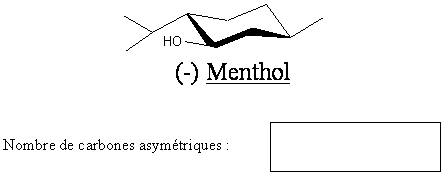 HO
(-) Menthol
Nombre de carbones asymétriques :